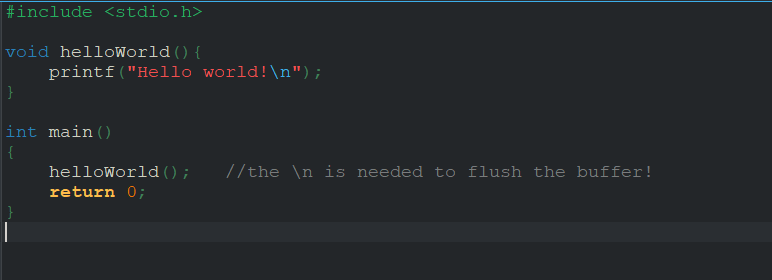 #include <stdio.h>
void helloWorld(){
    printf("Hello world!\n");
}
int main()
{
    helloWorld();   //the \n is needed to flush the buffer!
    return 0;
}